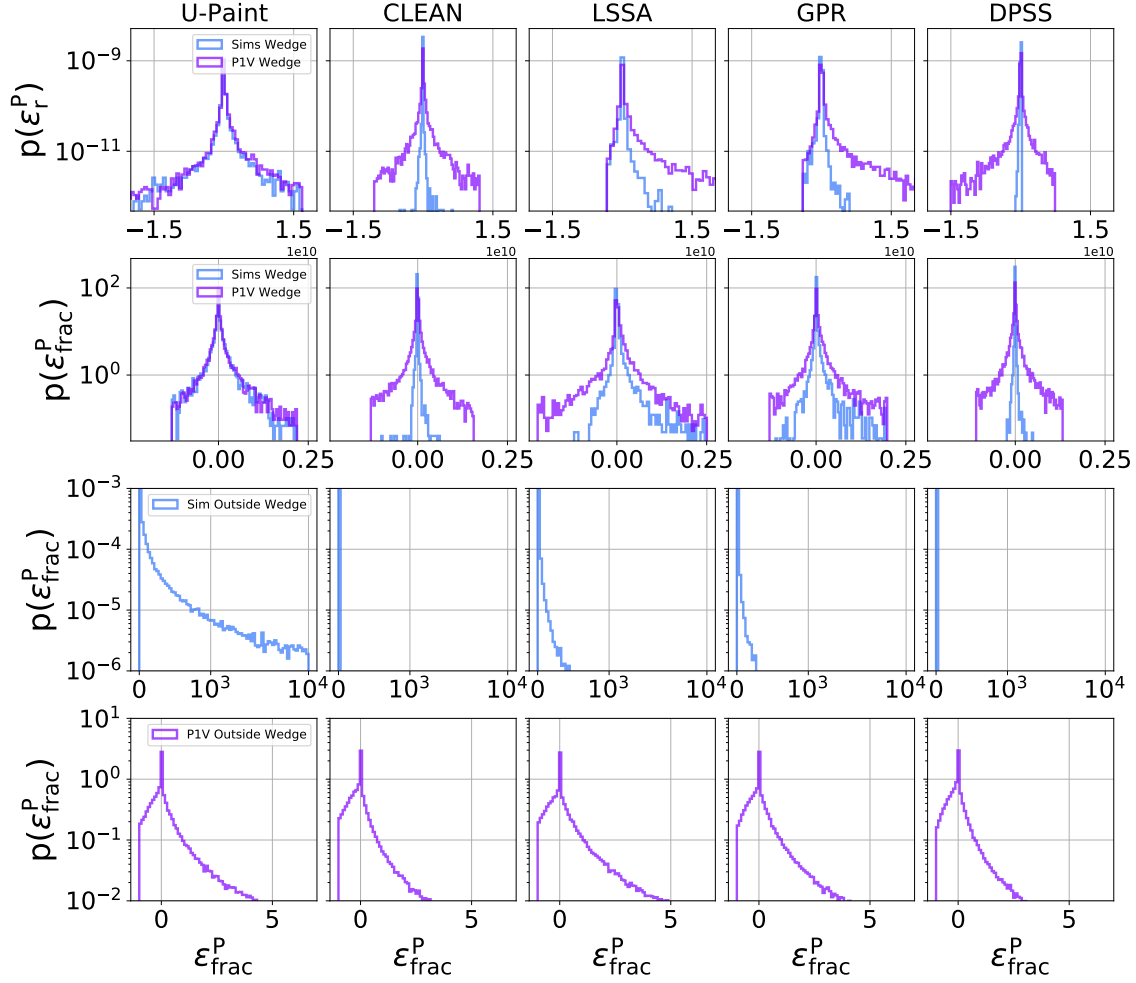 U-Paint CLEAN LSSA GPR DPSS
p(ε_r^P)
10^−9
10^−11
Sims Wedge
P1V Wedge
−1.5 1.5 −1.5 1.5 −1.5 1.5 −1.5 1.5 −1.5 1.5
1e10 1e10 1e10 1e10 1e10
p(ε_frac^P)
10^2
10^0
Sims Wedge
P1V Wedge
0.00 0.25 0.00 0.25 0.00 0.25 0.00 0.25 0.00 0.25
p(ε_frac^P)
10^−3
10^−4
10^−5
10^−6
Sim Outside Wedge
0 10^3 10^4 0 10^3 10^4 0 10^3 10^4 0 10^3 10^4 0 10^3 10^4
p(ε_frac^P)
10^1
10^0
10^−1
10^−2
P1V Outside Wedge
0 5 0 5 0 5 0 5 0 5
ε_frac^P ε_frac^P ε_frac^P ε_frac^P ε_frac^P